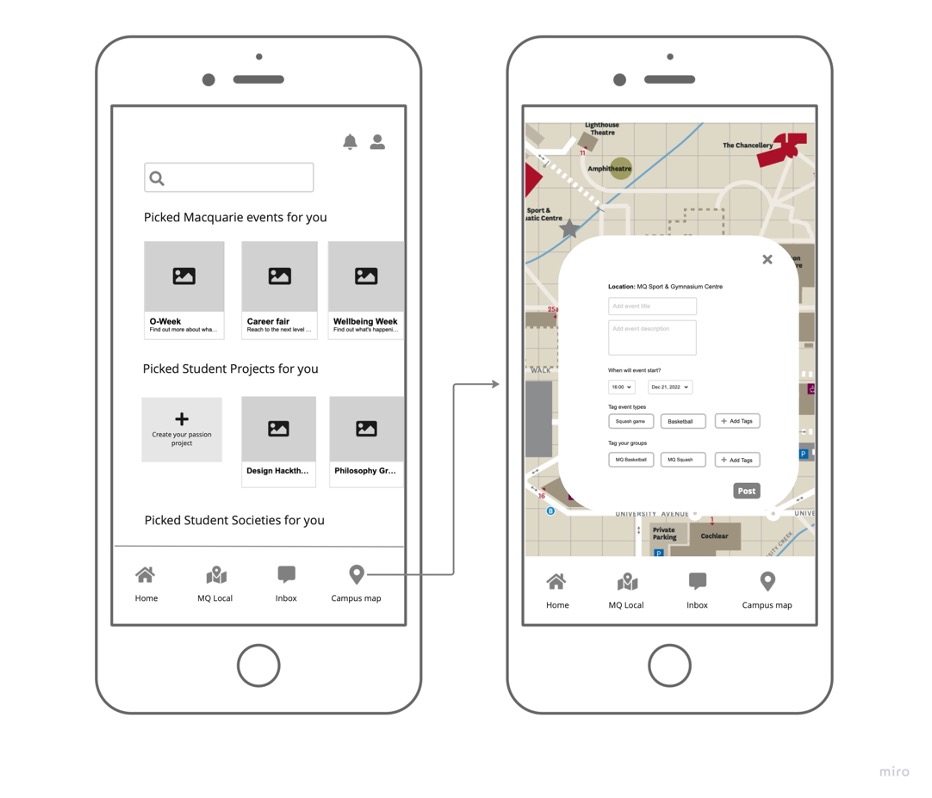 Picked Macquarie events for you
O-Week
Find out more about wha...
Career fair
Reach to the next level ...
Wellbeing Week
Find out what's happeni...
Picked Student Projects for you
Create your passion
project
Design Hackth...
Philosophy Gr...
Picked Student Societies for you
Home
MQ Local
Inbox
Campus map
Lighthouse
Theatre
11
The Chancellery
Amphitheatre
Sport &
uatic Centre
Location: MQ Sport & Gymnasium Centre
Add event title
Add event description
25a
WALK
When will event start?
16:00
Dec 21, 2022
Tag event types
Squash game
Basketball
+ Add Tags
Tag your groups
MQ Basketball
MQ Squash
+ Add Tags
P
Post
16
B
UNIVERSITY AVENUE
UNIVE
1
Private
Parking
Cochlear
P
Home
MQ Local
Inbox
Campus map
miro